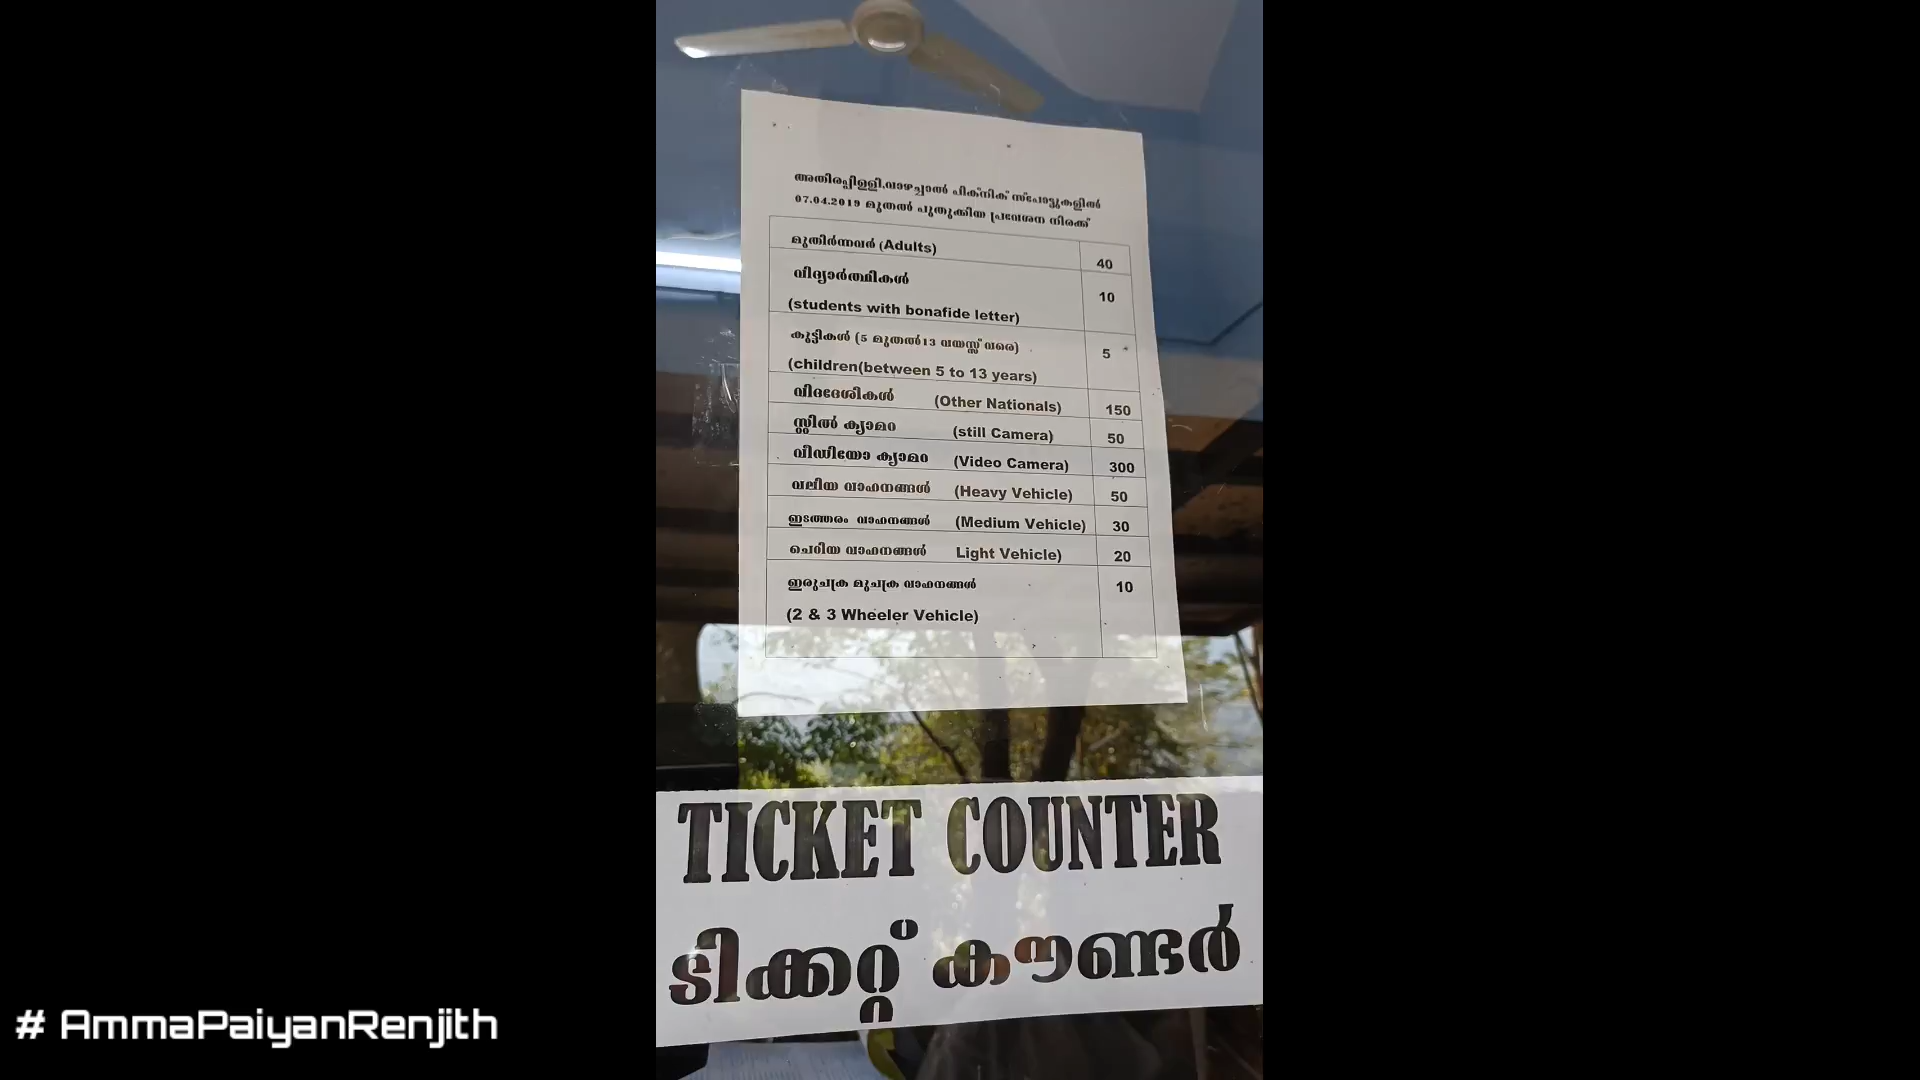 അതിരപ്പിള്ളി,വാഴച്ചാൽ പിക്നിക് സ്പോട്ടുകളിൽ
07.04.2019 മുതൽ പുതുക്കിയ പ്രവേശന നിരക്ക്
മുതിർന്നവർ (Adults) 40
വിദ്യാർത്ഥികൾ 10
(students with bonafide letter)
കുട്ടികൾ (5 മുതൽ 13 വയസ്സ് വരെ) 5
(children(between 5 to 13 years)
വിദേശികൾ (Other Nationals) 150
സ്റ്റിൽ ക്യാമറ (still Camera) 50
വീഡിയോ ക്യാമറ (Video Camera) 300
വലിയ വാഹനങ്ങൾ (Heavy Vehicle) 50
ഇടത്തരം വാഹനങ്ങൾ (Medium Vehicle) 30
ചെറിയ വാഹനങ്ങൾ Light Vehicle) 20
ഇരുചക്ര മുചക്ര വാഹനങ്ങൾ 10
(2 & 3 Wheeler Vehicle)
TICKET COUNTER
ടിക്കറ്റ് കൗണ്ടർ
# AmmaPaiyanRenjith